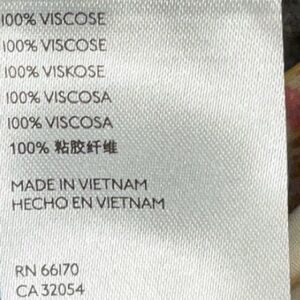 100% VISCOSE
100% VISCOSE
100% VISKOSE
100% VISCOSA
100% VISCOSA
100% 粘胶纤维
MADE IN VIETNAM
HECHO EN VIETNAM
RN 66170
CA 32054